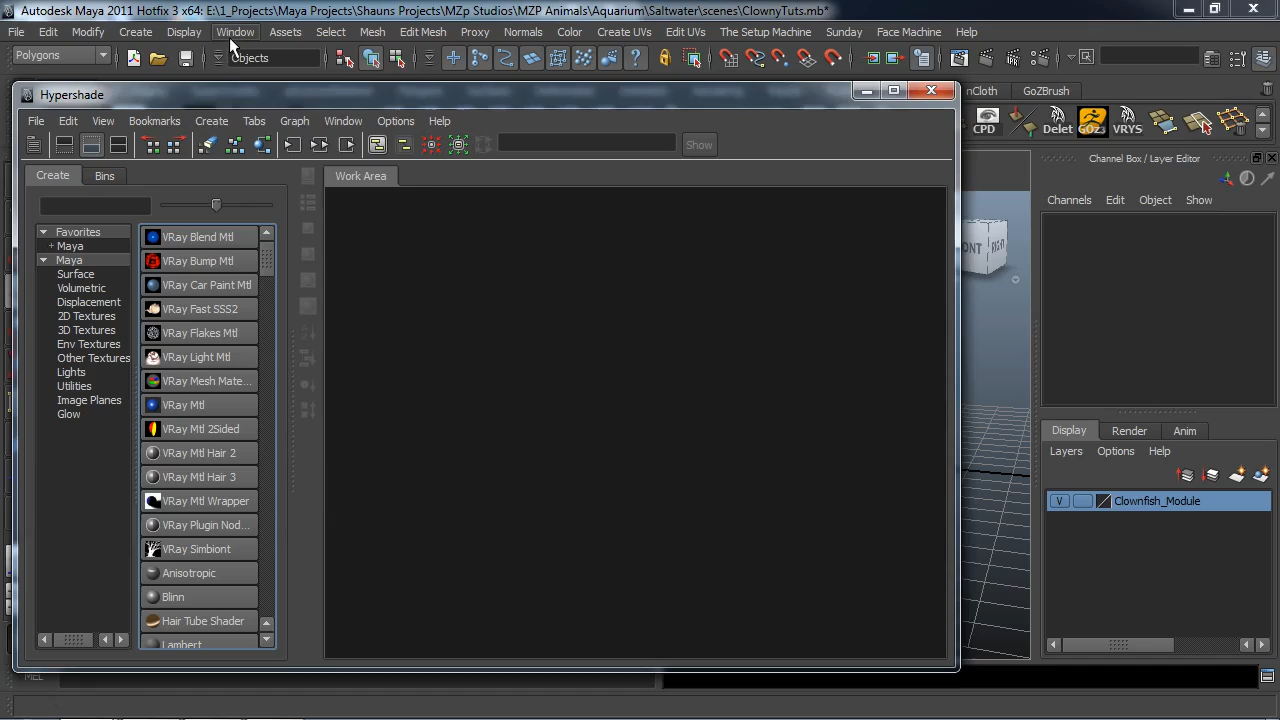 Autodesk Maya 2011 Hotfix 3 x64: E:\1_Projects\Maya Projects\Shauns Projects\MZp Studios\MZP Animals\Aquarium\Saltwater\scenes\ClownyTuts.mb*
File Edit Modify Create Display Window Assets Select Mesh Edit Mesh Proxy Normals Color Create UVs Edit UVs The Setup Machine Sunday Face Machine Help
Polygons Objects
Hypershade
nCloth GoZBrush
File Edit View Bookmarks Create Tabs Graph Window Options Help
CPD Delet GOZ3 VRYS
Show
Channel Box / Layer Editor
Create Bins Work Area
Channels Edit Object Show
Favorites
+ Maya
Maya
Surface
Volumetric
Displacement
2D Textures
3D Textures
Env Textures
Other Textures
Lights
Utilities
Image Planes
Glow
VRay Blend Mtl
VRay Bump Mtl
VRay Car Paint Mtl
VRay Fast SSS2
VRay Flakes Mtl
VRay Light Mtl
VRay Mesh Mate...
VRay Mtl
VRay Mtl 2Sided
VRay Mtl Hair 2
VRay Mtl Hair 3
VRay Mtl Wrapper
VRay Plugin Nod...
VRay Simbiont
Anisotropic
Blinn
Hair Tube Shader
Lambert
ONT RIGHT
Display Render Anim
Layers Options Help
V Clownfish_Module
MEL